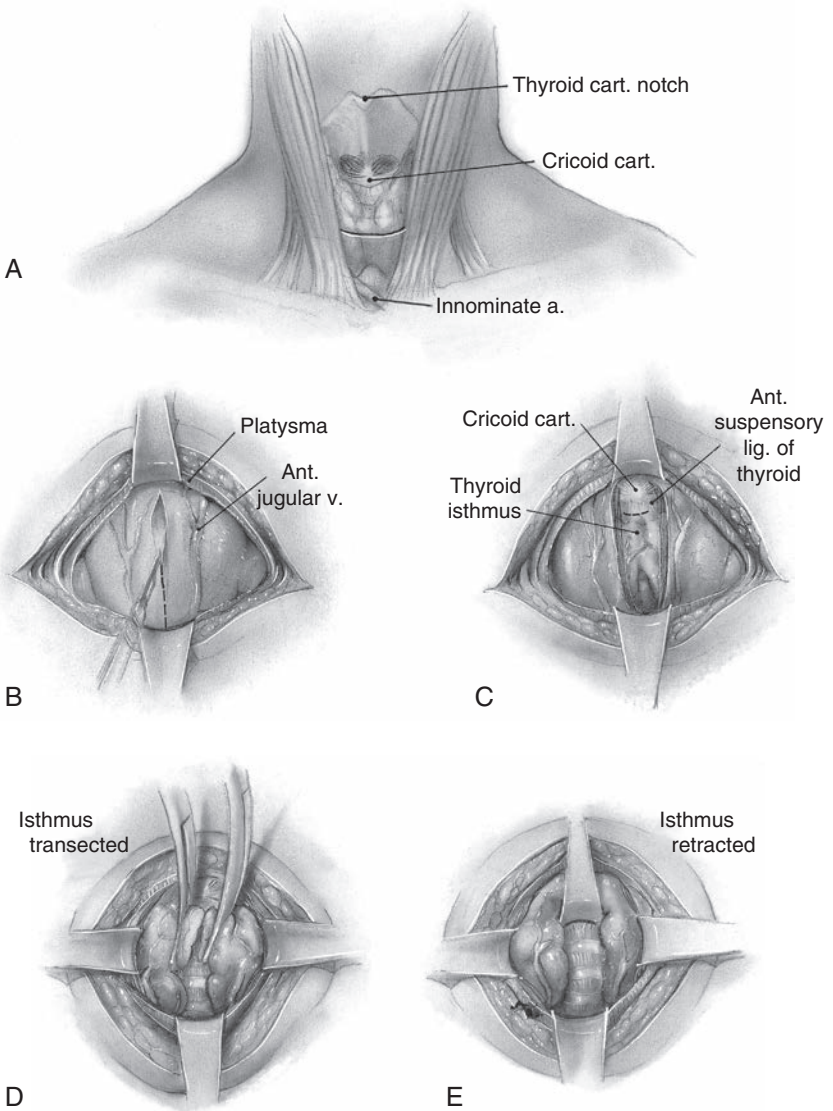 Thyroid cart. notch
Cricoid cart.
A
Innominate a.
Platysma
Ant.
jugular v.
B
Cricoid cart.
Ant.
suspensory
lig. of
thyroid
Thyroid
isthmus
C
Isthmus
transected
D
Isthmus
retracted
E